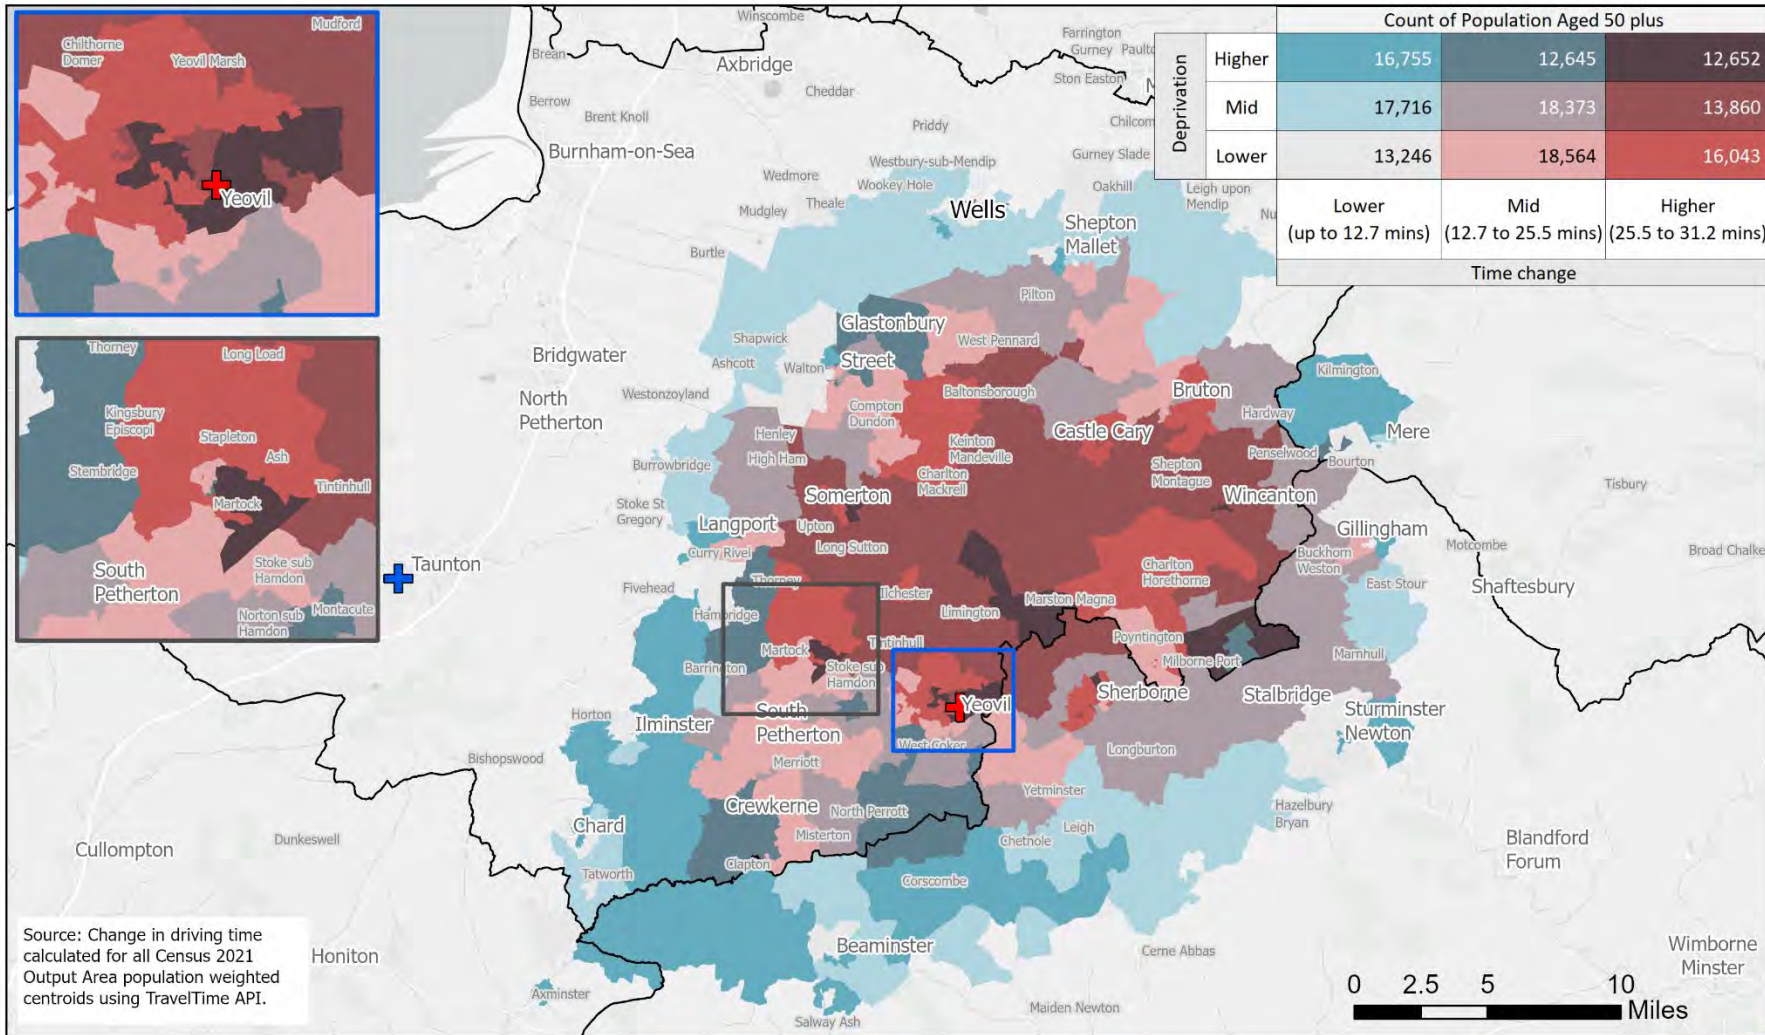 Count of Population Aged 50 plus
Deprivation
Higher 16,755 12,645 12,652
Mid 17,716 18,373 13,860
Lower 13,246 18,564 16,043
Lower
(up to 12.7 mins)
Mid
(12.7 to 25.5 mins)
Higher
(25.5 to 31.2 mins)
Time change
Mudford
Chilthorne
Domer
Yeovil Marsh
Yeovil
Thorney
Long Load
Kingsbury
Episcopi
Stapleton
Ash
Stembridge
Martock
Tintinhull
South
Petherton
Stoke sub
Hamdon
Norton sub
Hamdon
Montacute
Winscombe
Brean
Axbridge
Farrington
Gurney
Ston Easton
Cheddar
Berrow
Brent Knoll
Burnham-on-Sea
Priddy
Westbury-sub-Mendip
Gurney Slade
Wedmore
Wookey Hole
Oakhill
Leigh upon
Mendip
Theale
Mudgley
Wells
Shepton
Mallet
Burtle
Pilton
Glastonbury
Shapwick
West Pennard
Bridgwater
Ashcott
Walton
Street
Kilmington
North
Petherton
Westonzoyland
Baltonsborough
Bruton
Compton
Dundon
Hardway
Mere
Henley
Castle Cary
Keinton
Mandeville
Penselwood
Bourton
Burrowbridge
High Ham
Charlton
Mackrell
Shepton
Montague
Tisbury
Stoke St
Gregory
Somerton
Wincanton
Langport
Upton
Gillingham
Curry Rivel
Long Sutton
Motcombe
Broad Chalke
Buckhorn
Weston
Taunton
Charlton
Horethorne
East Stour
Shaftesbury
Fivehead
Thorney
Ilchester
Marston Magna
Hambridge
Limington
Poyntington
Tintinhull
Martock
Milborne Port
Marnhull
Barrington
Stoke sub
Hamdon
Sherborne
Stalbridge
Horton
Ilminster
South
Petherton
Yeovil
Sturminster
Newton
West Coker
Longburton
Bishopswood
Merriott
Yetminster
Crewkerne
North Perrott
Hazelbury
Bryan
Chard
Leigh
Misterton
Chetnole
Dunkeswell
Cullompton
Blandford
Forum
Clapton
Tatworth
Corscombe
Beaminster
Cerne Abbas
Honiton
Wimborne
Minster
Axminster
Maiden Newton
Salway Ash
Source: Change in driving time
calculated for all Census 2021
Output Area population weighted
centroids using TravelTime API.
0 2.5 5 10
Miles